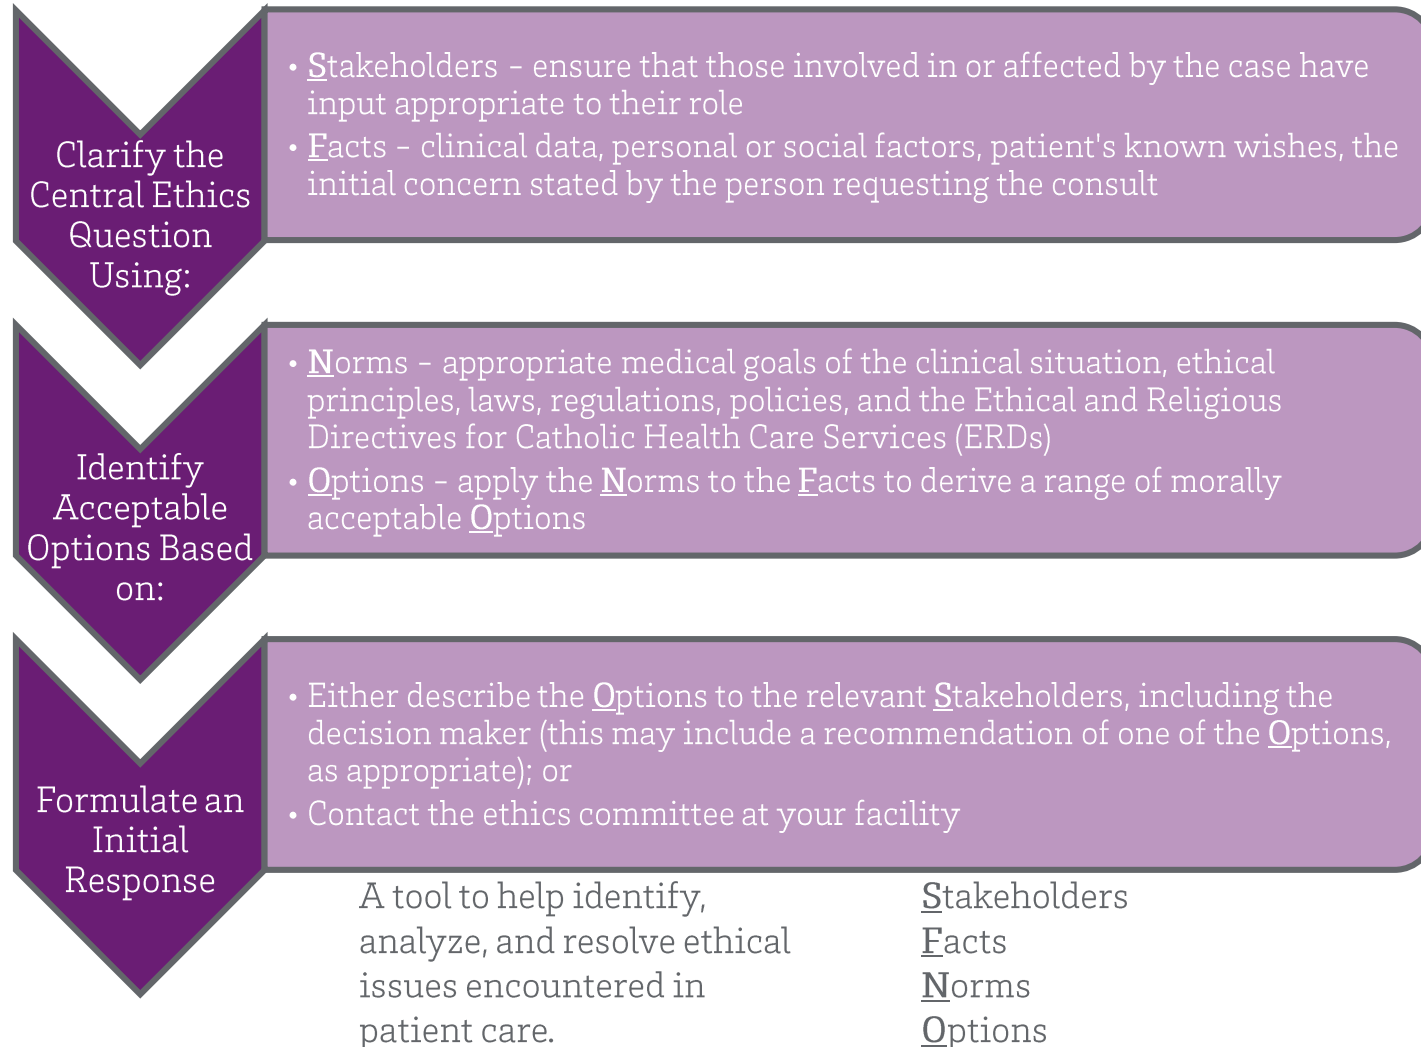 Clarify the
Central Ethics
Question
Using:
• Stakeholders – ensure that those involved in or affected by the case have
input appropriate to their role
• Facts – clinical data, personal or social factors, patient's known wishes, the
initial concern stated by the person requesting the consult
Identify
Acceptable
Options Based
on:
• Norms – appropriate medical goals of the clinical situation, ethical
principles, laws, regulations, policies, and the Ethical and Religious
Directives for Catholic Health Care Services (ERDs)
• Options – apply the Norms to the Facts to derive a range of morally
acceptable Options
Formulate an
Initial
Response
• Either describe the Options to the relevant Stakeholders, including the
decision maker (this may include a recommendation of one of the Options,
as appropriate); or
• Contact the ethics committee at your facility
A tool to help identify,
analyze, and resolve ethical
issues encountered in
patient care.
Stakeholders
Facts
Norms
Options